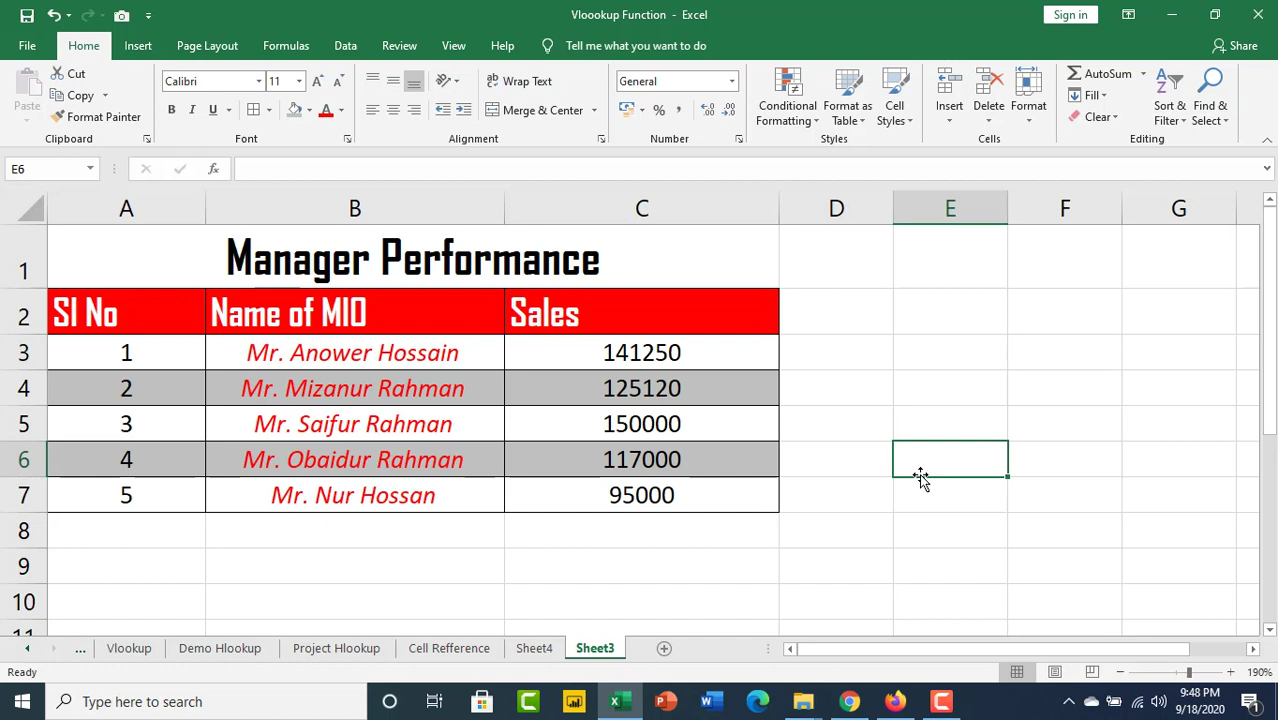 Vloookup Function - Excel
Sign in
File Home Insert Page Layout Formulas Data Review View Help Tell me what you want to do Share
Paste Cut Copy Format Painter Clipboard
Calibri 11 B I U Font
Wrap Text Merge & Center Alignment
General % Number
Conditional Formatting Format as Table Cell Styles Styles
Insert Delete Format Cells
AutoSum Fill Clear Sort & Filter Find & Select Editing
E6 fx
A B C D E F G
1 Manager Performance
2 Sl No Name of MIO Sales
3 1 Mr. Anower Hossain 141250
4 2 Mr. Mizanur Rahman 125120
5 3 Mr. Saifur Rahman 150000
6 4 Mr. Obaidur Rahman 117000
7 5 Mr. Nur Hossan 95000
8
9
10
11
... Vlookup Demo Hlookup Project Hlookup Cell Refference Sheet4 Sheet3
Ready 190%
Type here to search 9:48 PM
9/18/2020